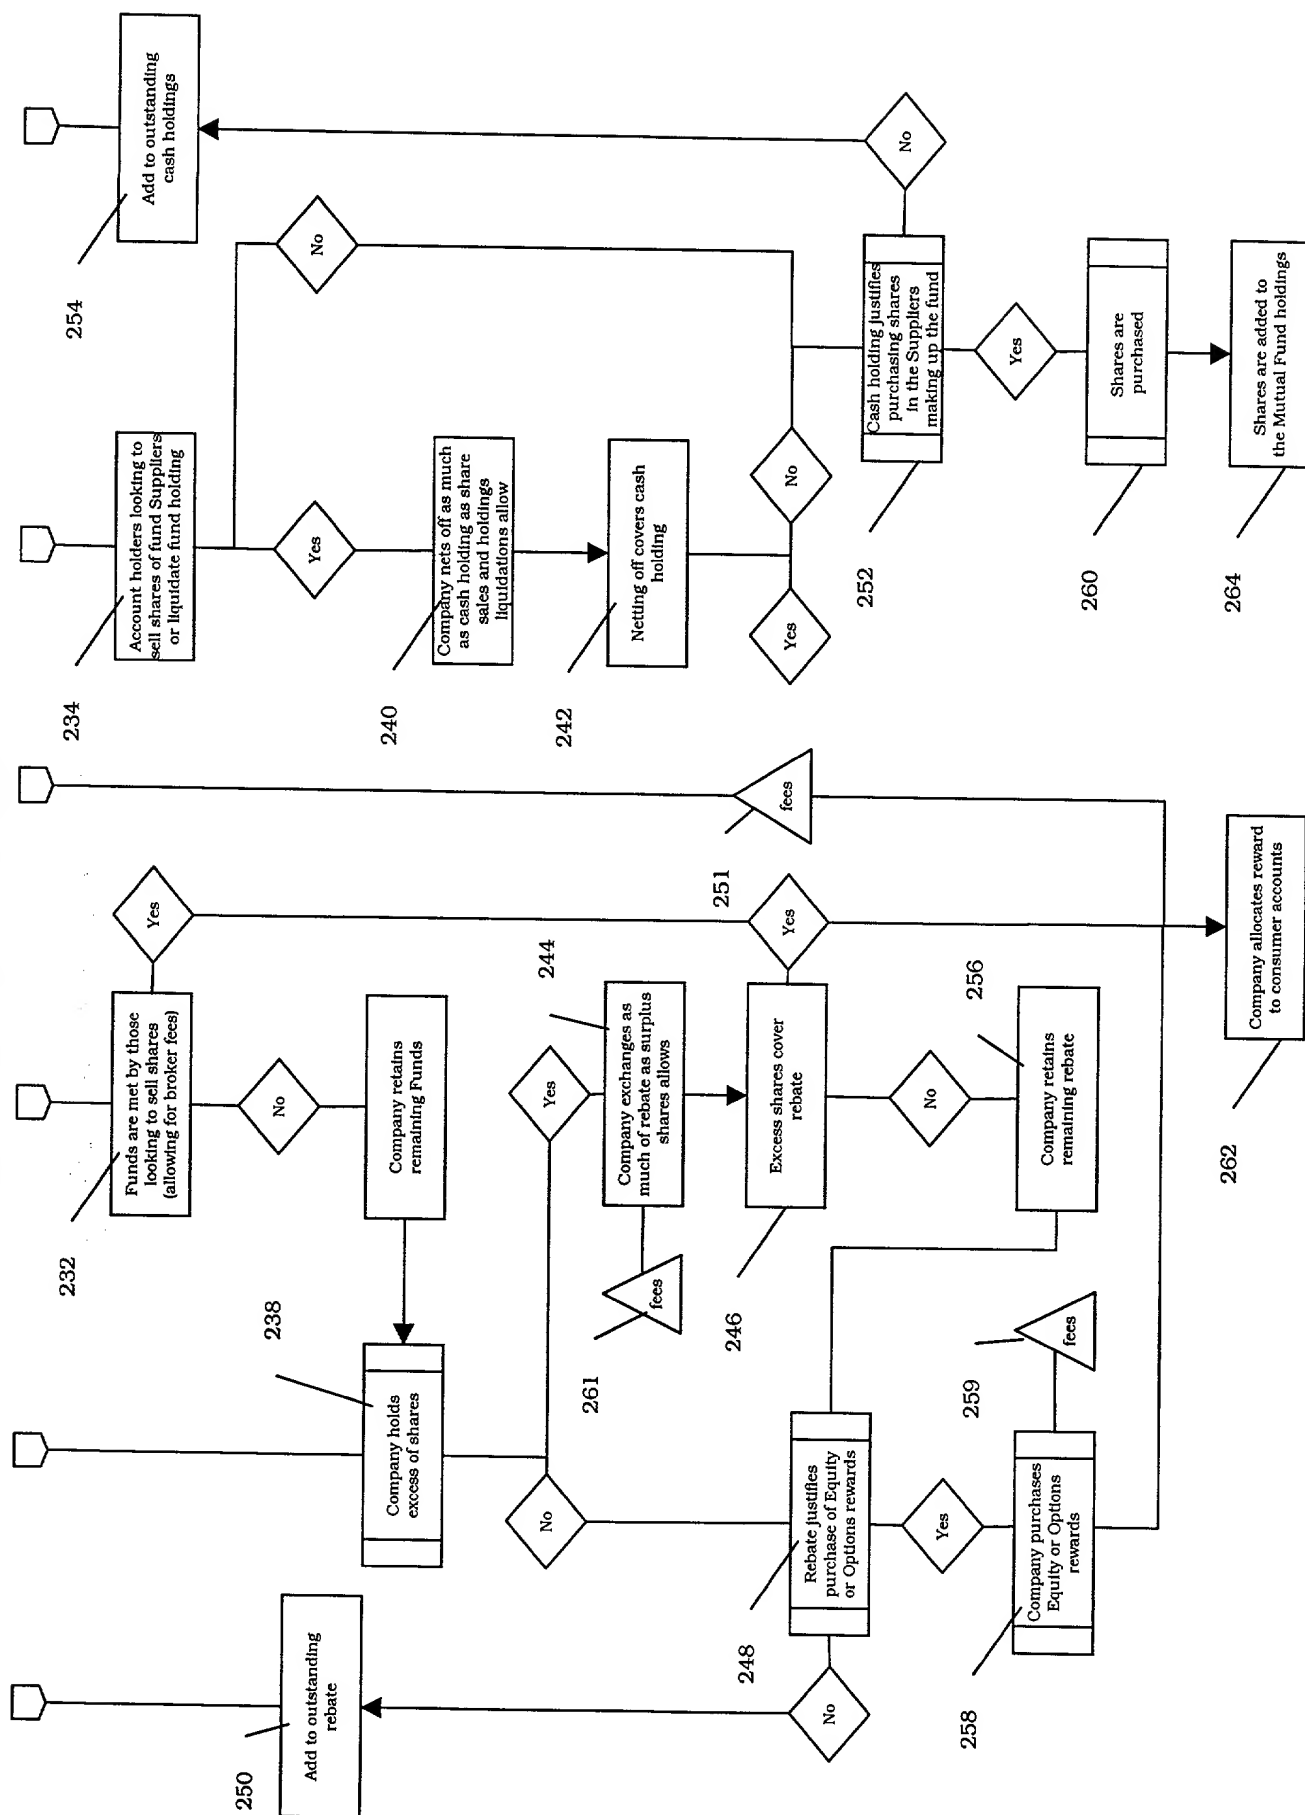 Add to outstanding
rebate
250
Company holds
excess of shares
238
Funds are met by those
looking to sell shares
(allowing for broker fees)
232
Yes
No
Company retains
remaining Funds
No
Yes
Company exchanges as
much of rebate as surplus
shares allows
244
fees
261
Excess shares cover
rebate
246
Yes
No
Company retains
remaining rebate
256
Rebate justifies
purchase of Equity
or Options rewards
248
No
Yes
Company purchases
Equity or Options
rewards
258
fees
259
fees
251
Company allocates reward
to consumer accounts
262
Account holders looking to
sell shares of fund Suppliers
or liquidate fund holding
234
Yes
No
Company nets off as much
as cash holding as share
sales and holdings
liquidations allow
240
Netting off covers cash
holding
242
Yes
No
Cash holding justifies
purchasing shares
in the Suppliers
making up the fund
252
No
Yes
Add to outstanding
cash holdings
254
Shares are
purchased
260
Shares are added to
the Mutual Fund holdings
264